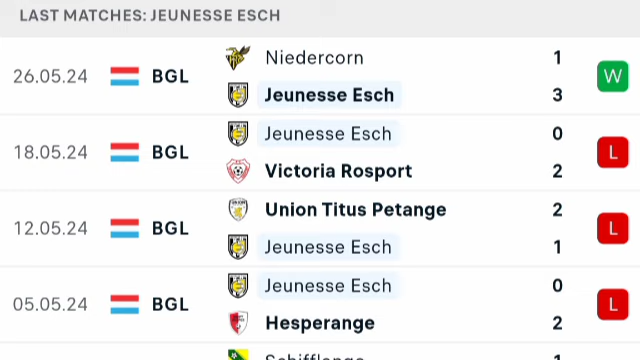 LAST MATCHES: JEUNESSE ESCH
26.05.24 BGL Niedercorn 1 W
Jeunesse Esch 3
18.05.24 BGL Jeunesse Esch 0 L
Victoria Rosport 2
12.05.24 BGL Union Titus Petange 2 L
Jeunesse Esch 1
05.05.24 BGL Jeunesse Esch 0 L
Hesperange 2
Schifflange 1